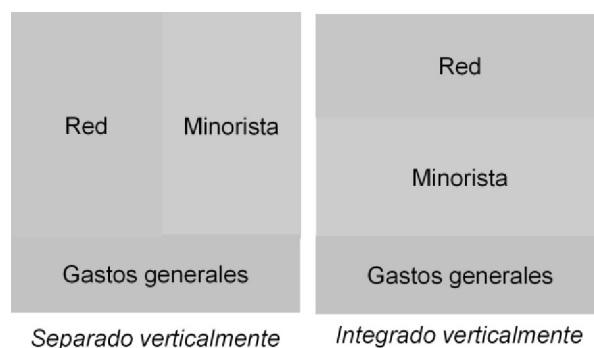 Red
Minorista
Gastos generales
Separado verticalmente
Red
Minorista
Gastos generales
Integrado verticalmente